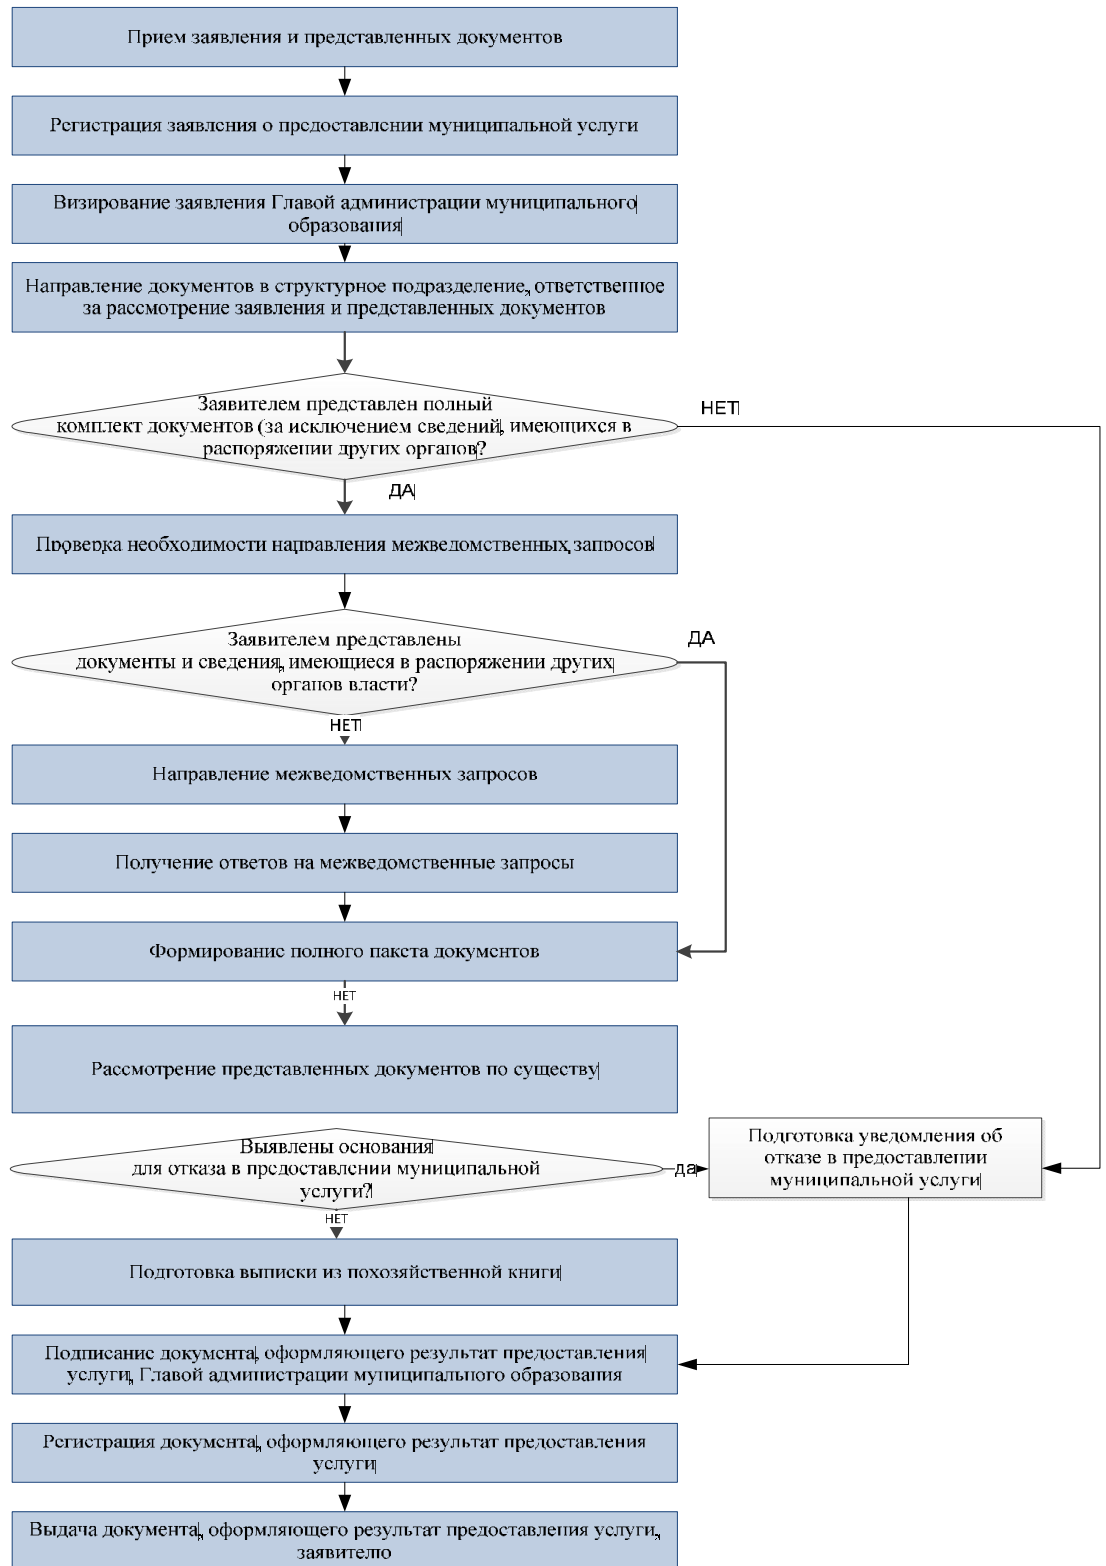 Прием заявления и представленных документов
Регистрация заявления о предоставлении муниципальной услуги
Визирование заявления Главой администрации муниципального
образования
Направление документов в структурное подразделение, ответственное
за рассмотрение заявления и представленных документов
Заявителем представлен полный
комплект документов (за исключением сведений, имеющихся в
распоряжении других органов?
НЕТ
ДА
Проверка необходимости направления межведомственных запросов
Заявителем представлены
документы и сведения, имеющиеся в распоряжении других
органов власти?
ДА
НЕТ
Направление межведомственных запросов
Получение ответов на межведомственные запросы
Формирование полного пакета документов
НЕТ
Рассмотрение представленных документов по существу
Выявлены основания
для отказа в предоставлении муниципальной
услуги?
да
Подготовка уведомления об
отказе в предоставлении
муниципальной услуги
НЕТ
Подготовка выписки из похозяйственной книги
Подписание документа, оформляющего результат предоставления
услуги, Главой администрации муниципального образования
Регистрация документа, оформляющего результат предоставления
услуги
Выдача документа, оформляющего результат предоставления услуги,
заявителю